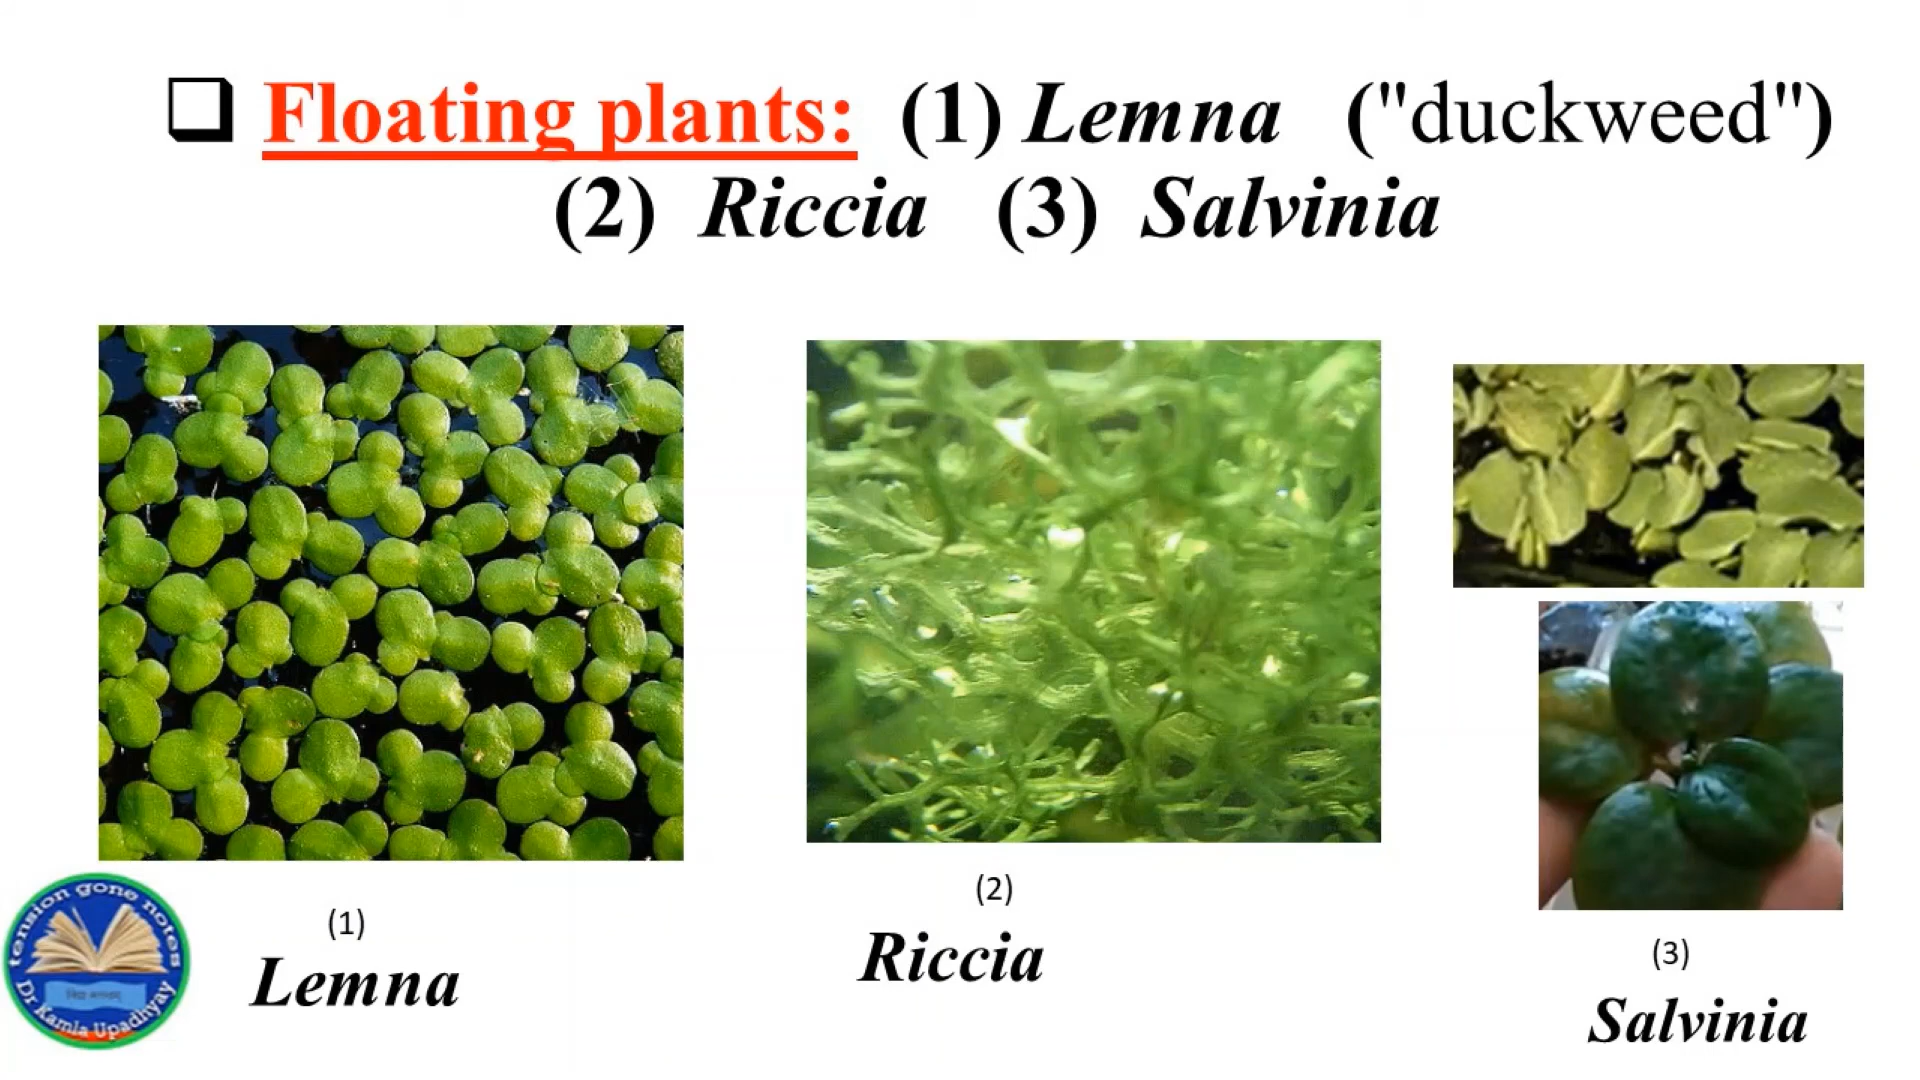 Floating plants: (1) Lemna ("duckweed")
(2) Riccia (3) Salvinia
(1)
Lemna
(2)
Riccia
(3)
Salvinia
tension gone notes
Dr Kamla Upadhyay